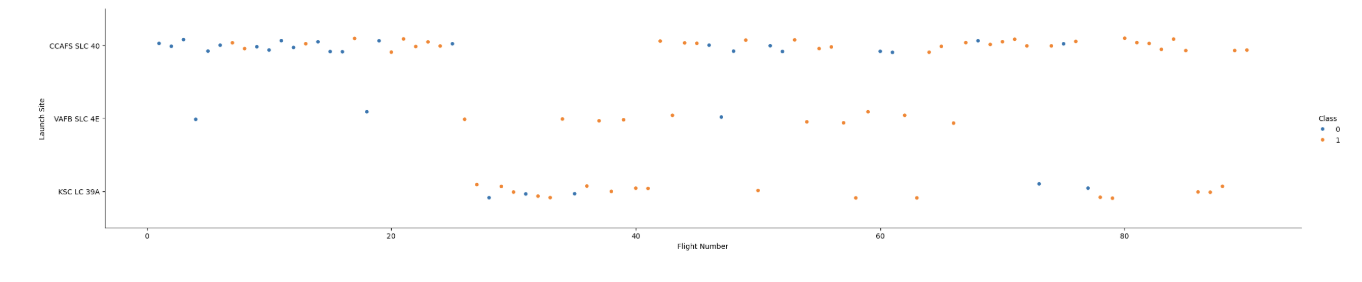 CCAFS SLC 40
VAFB SLC 4E
KSC LC 39A
Launch Site
0 20 40 60 80
Flight Number
Class
0
1